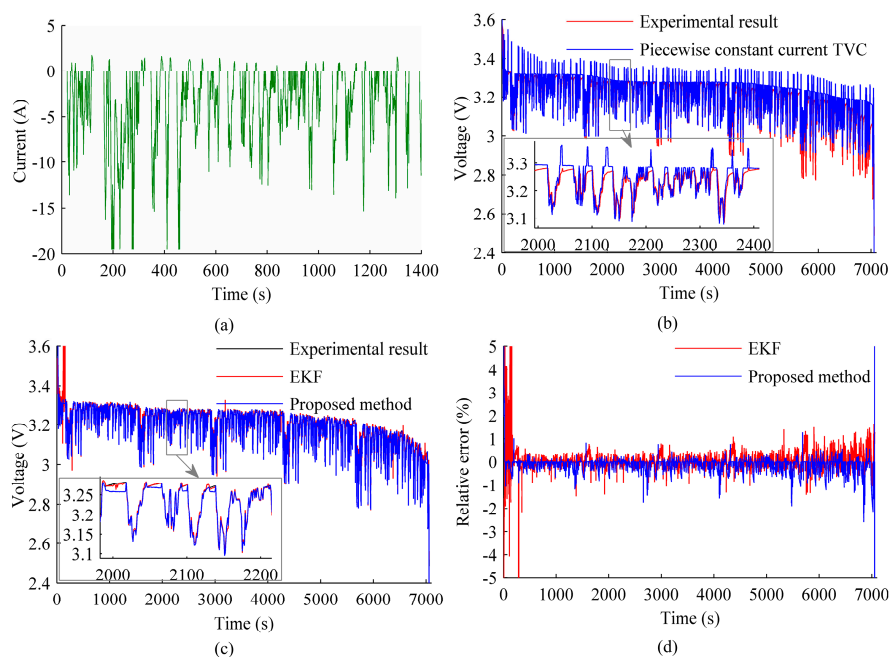 5
0
−5
−10
−15
−20
Current (A)
0 200 400 600 800 1000 1200 1400
Time (s)
(a)
3.6
3.4
3.2
3
2.8
2.6
2.4
Voltage (V)
Experimental result
Piecewise constant current TVC
3.3
3.2
3.1
2000 2100 2200 2300 2400
0 1000 2000 3000 4000 5000 6000 7000
Time (s)
(b)
3.6
3.4
3.2
3
2.8
2.6
2.4
Voltage (V)
Experimental result
EKF
Proposed method
3.25
3.2
3.15
3.1
2000 2100 2200
0 1000 2000 3000 4000 5000 6000 7000
Time (s)
(c)
5
4
3
2
1
0
-1
-2
-3
-4
-5
Relative error (%)
EKF
Proposed method
0 1000 2000 3000 4000 5000 6000 7000
Time (s)
(d)